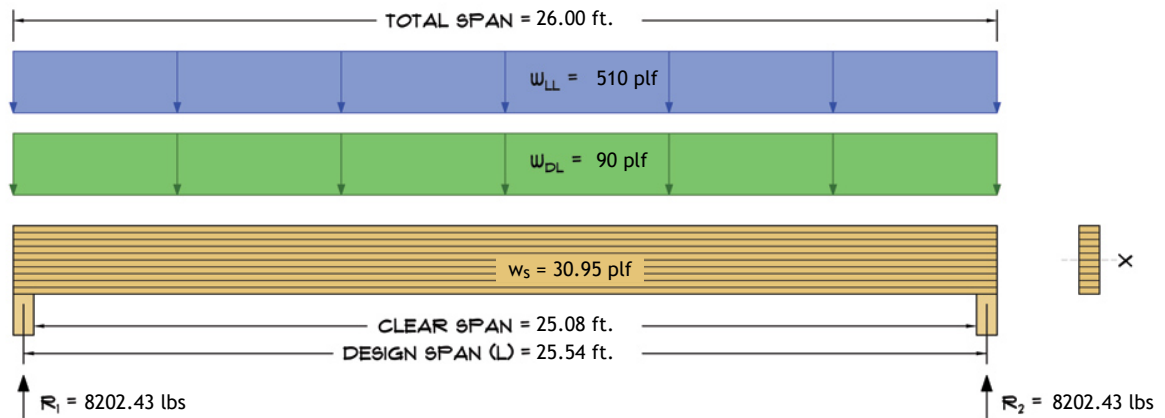 TOTAL SPAN = 26.00 ft.
WLL = 510 plf
WDL = 90 plf
ws = 30.95 plf
X
CLEAR SPAN = 25.08 ft.
DESIGN SPAN (L) = 25.54 ft.
R1 = 8202.43 lbs
R2 = 8202.43 lbs